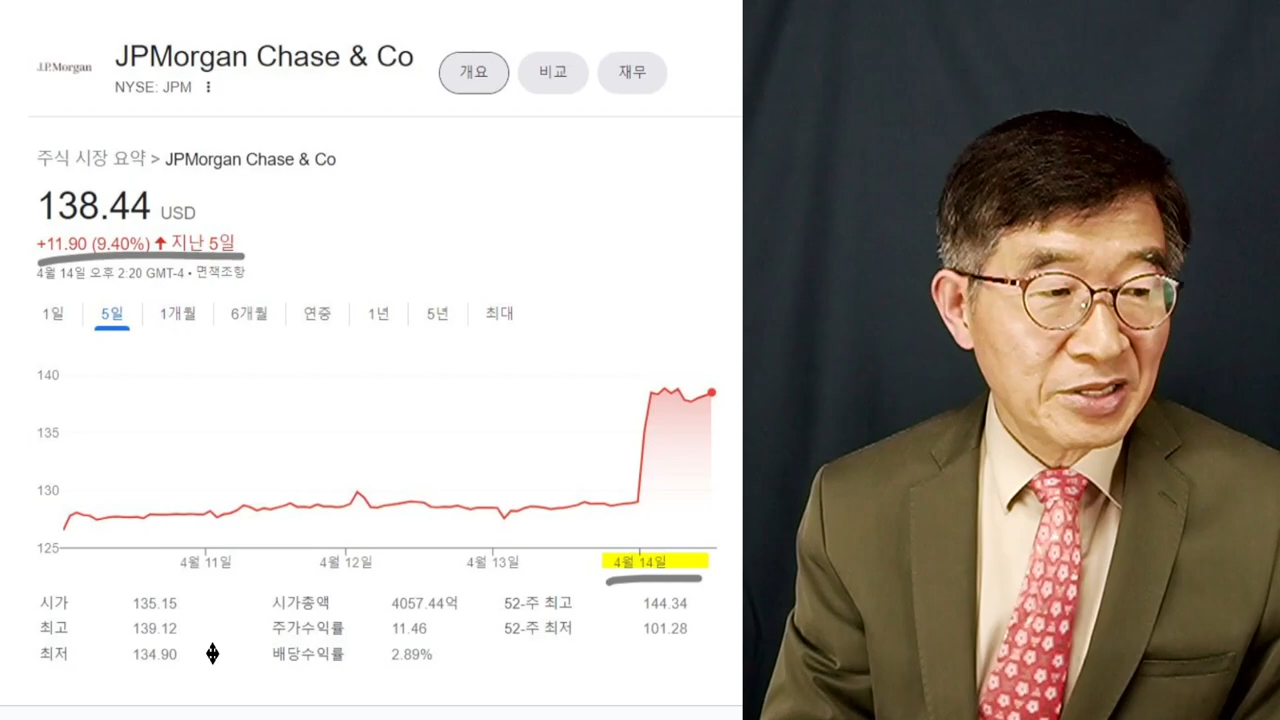 J.P.Morgan
JPMorgan Chase & Co
NYSE: JPM
개요
비교
재무
주식 시장 요약 > JPMorgan Chase & Co
138.44 USD
+11.90 (9.40%) 지난 5일
4월 14일 오후 2:20 GMT-4 • 면책조항
1일 5일 1개월 6개월 연중 1년 5년 최대
140
135
130
125
4월 11일 4월 12일 4월 13일 4월 14일
시가 135.15 시가총액 4057.44억 52-주 최고 144.34
최고 139.12 주가수익률 11.46 52-주 최저 101.28
최저 134.90 배당수익률 2.89%